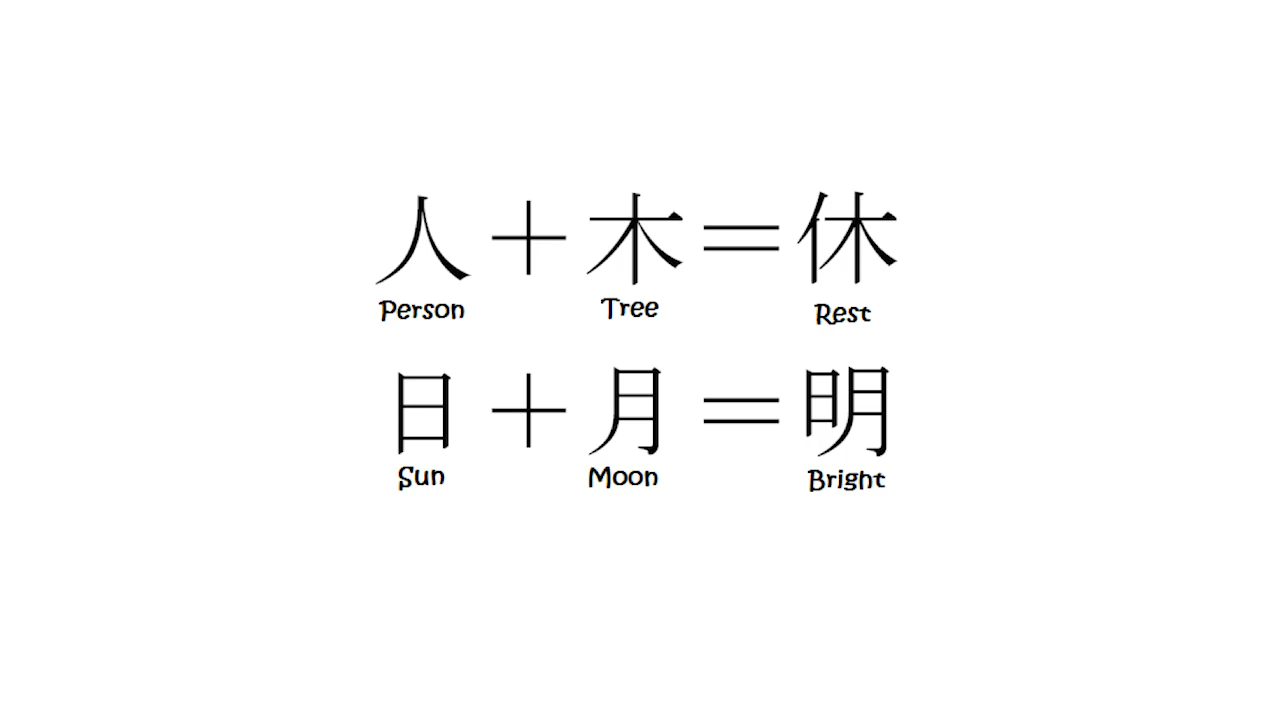 人＋木＝休
Person Tree Rest
日＋月＝明
Sun Moon Bright